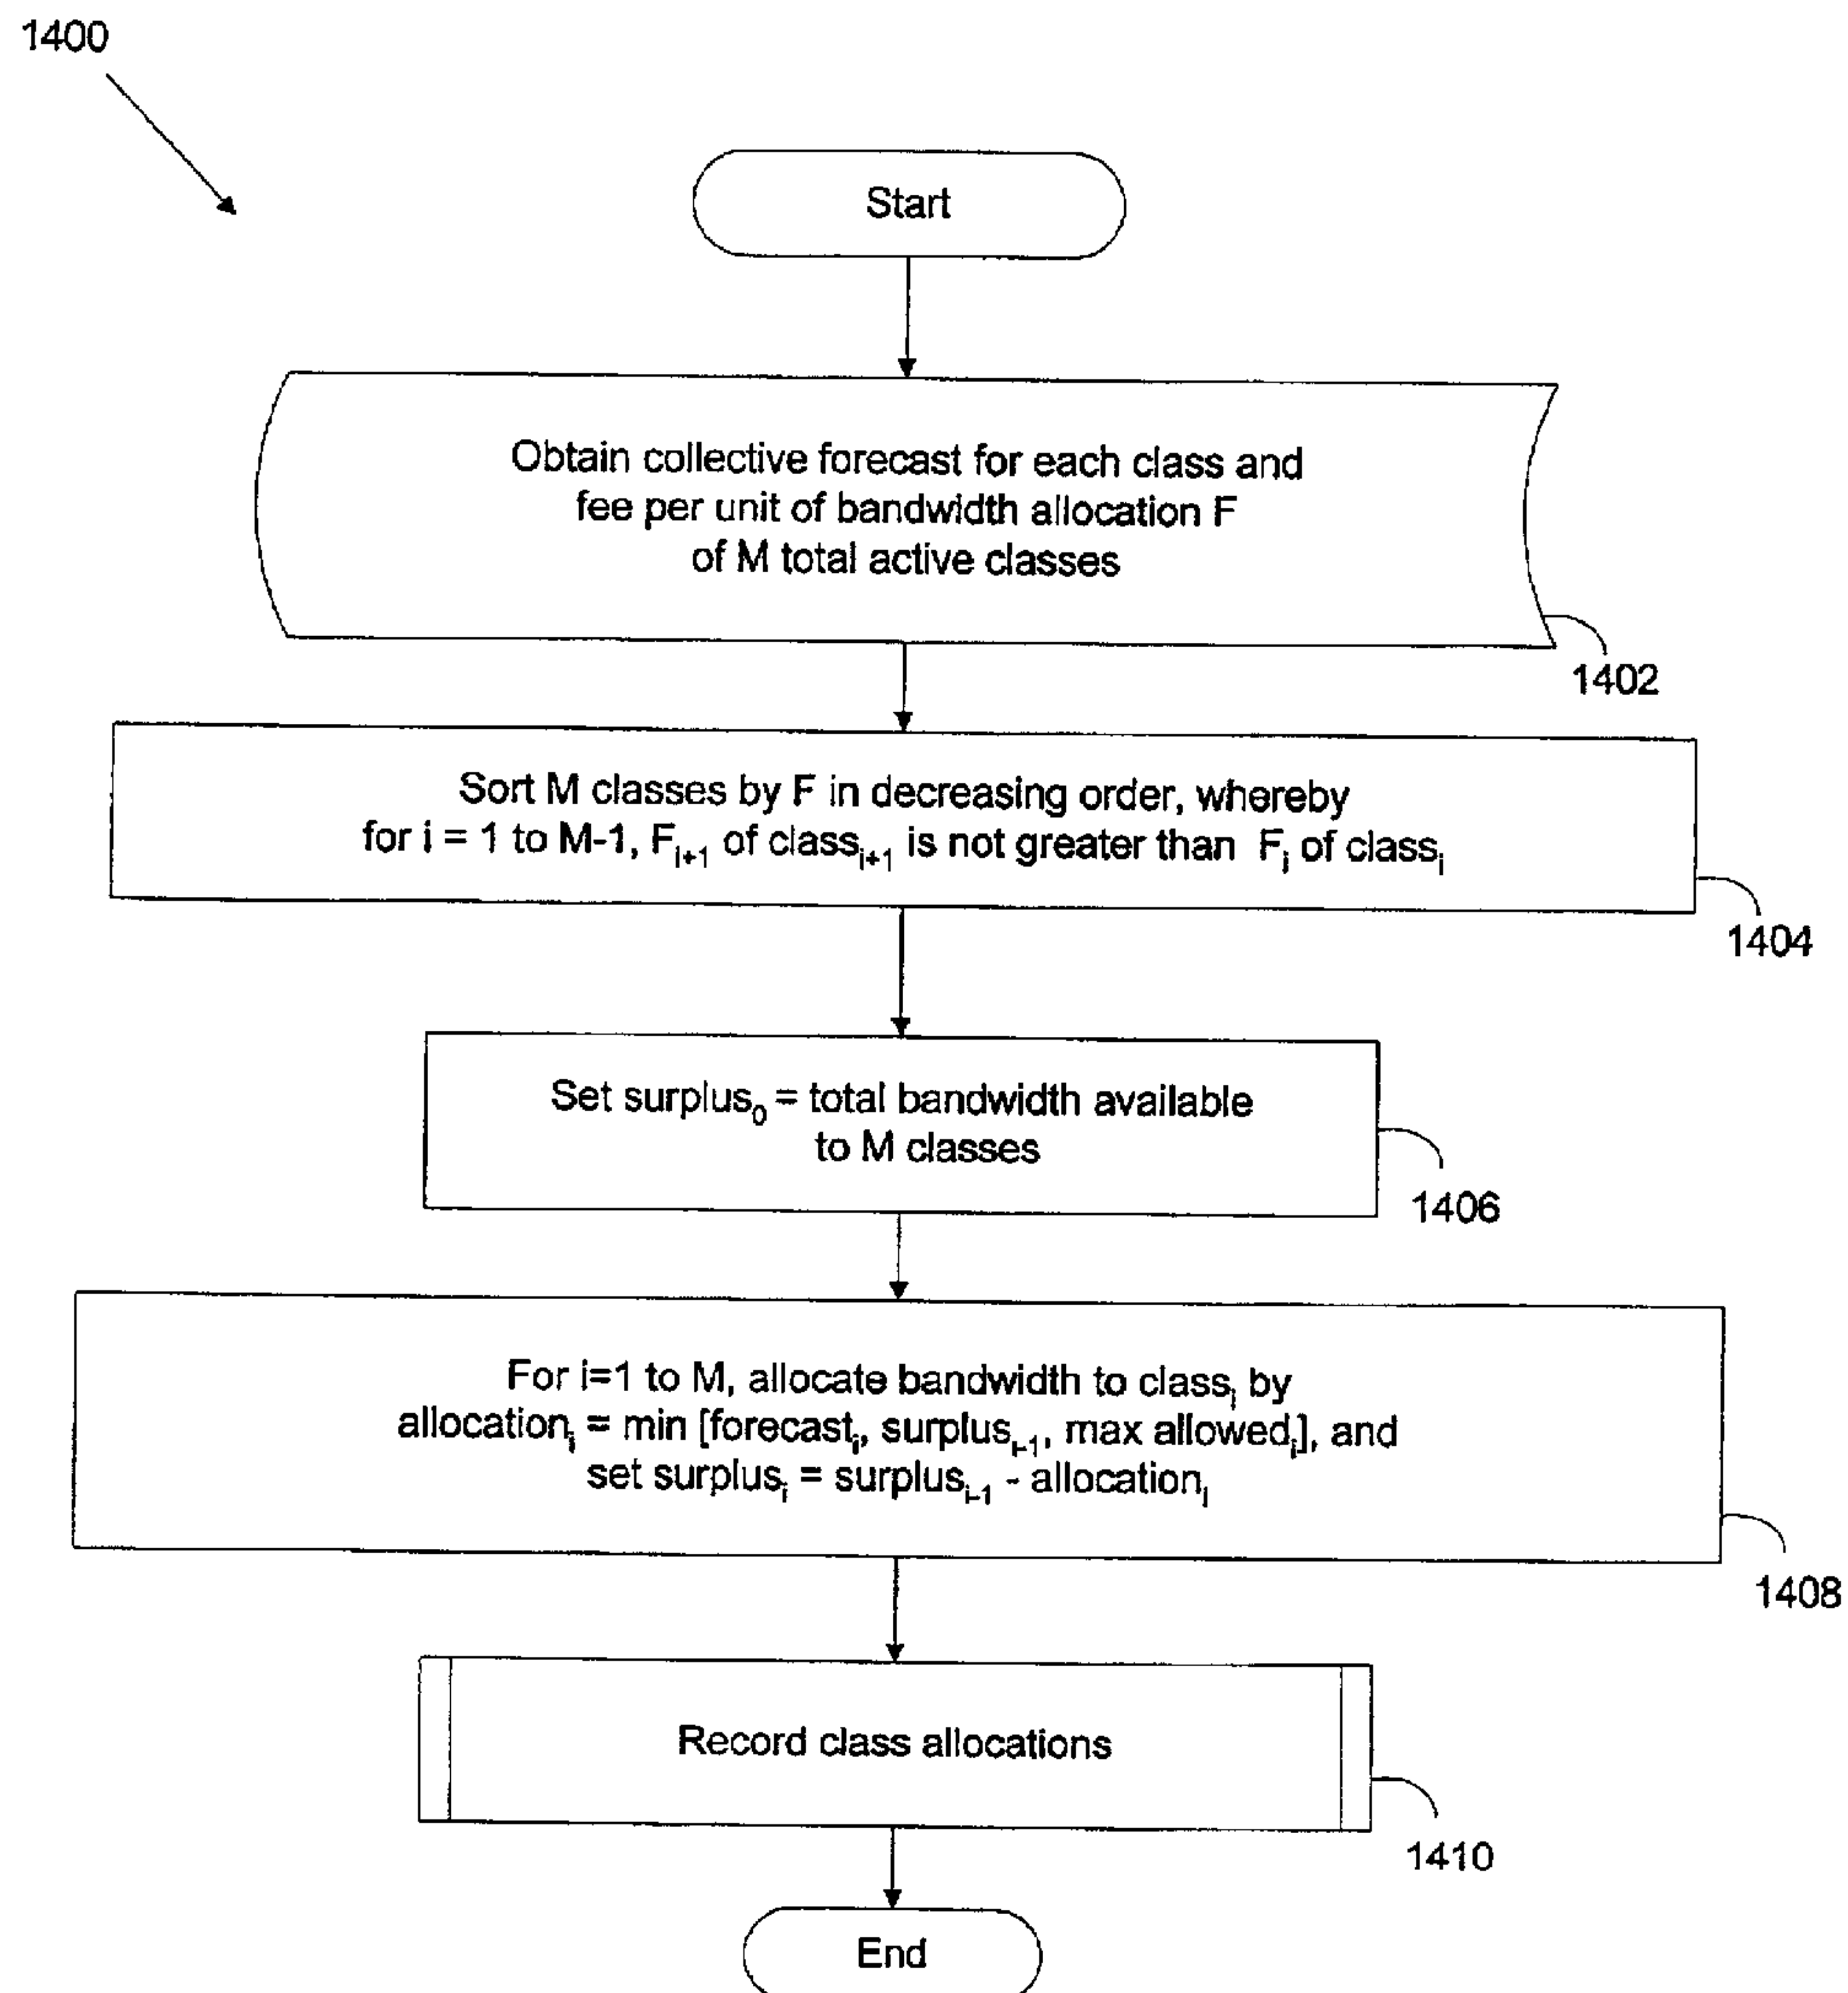 1400
Start
Obtain collective forecast for each class and
fee per unit of bandwidth allocation F
of M total active classes
1402
Sort M classes by F in decreasing order, whereby
for i = 1 to M-1, Fi+1 of classi+1 is not greater than Fi of classi
1404
Set surplus0 = total bandwidth available
to M classes
1406
For i=1 to M, allocate bandwidth to classi by
allocationi = min [forecasti, surplusi-1, max allowedi], and
set surplusi = surplusi-1 - allocationi
1408
Record class allocations
1410
End